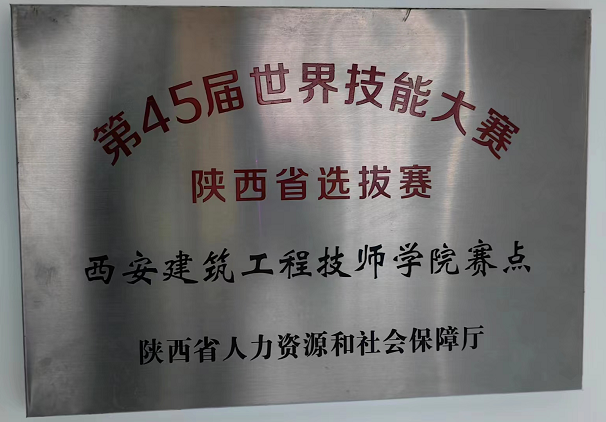 第45届世界技能大赛
陕西省选拔赛
西安建筑工程技师学院赛点
陕西省人力资源和社会保障厅